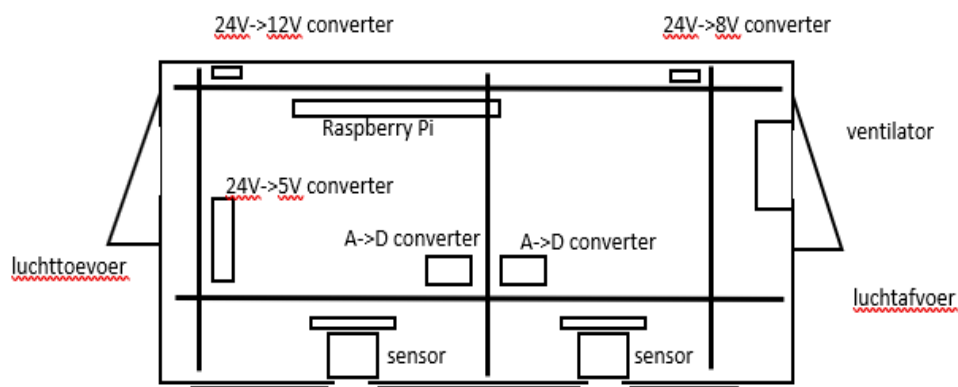 24V->12V converter
24V->8V converter
Raspberry Pi
ventilator
24V->5V converter
A->D converter
A->D converter
luchttoevoer
luchtafvoer
sensor
sensor